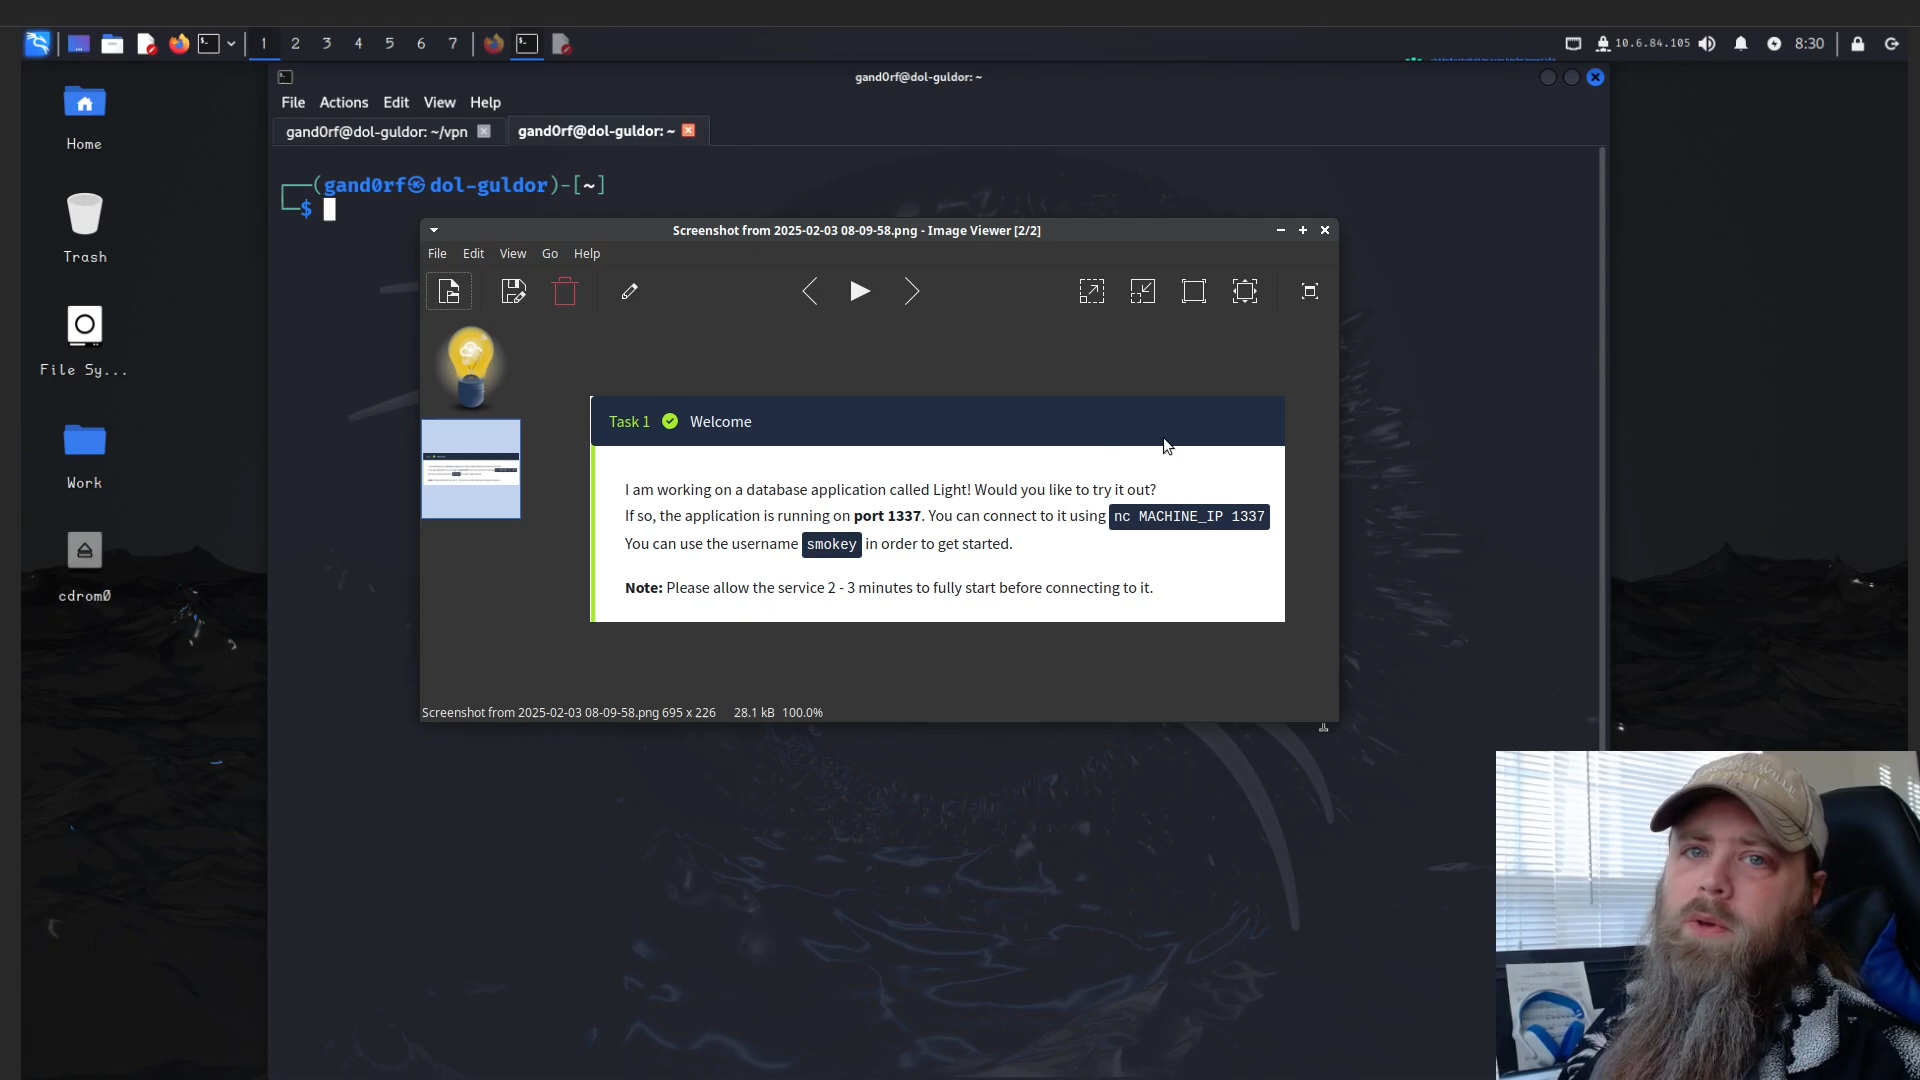 1 2 3 4 5 6 7
10.6.84.105
8:30
gand0rf@dol-guldor: ~
File Actions Edit View Help
gand0rf@dol-guldor: ~/vpn
gand0rf@dol-guldor: ~
(gand0rf㉿dol-guldor)-[~]
$
Home
Trash
File Sy...
Work
cdrom0
Screenshot from 2025-02-03 08-09-58.png - Image Viewer [2/2]
File Edit View Go Help
Task 1 Welcome
I am working on a database application called Light! Would you like to try it out?
If so, the application is running on port 1337. You can connect to it using nc MACHINE_IP 1337
You can use the username smokey in order to get started.
Note: Please allow the service 2 - 3 minutes to fully start before connecting to it.
Screenshot from 2025-02-03 08-09-58.png 695 x 226 28.1 kB 100.0%